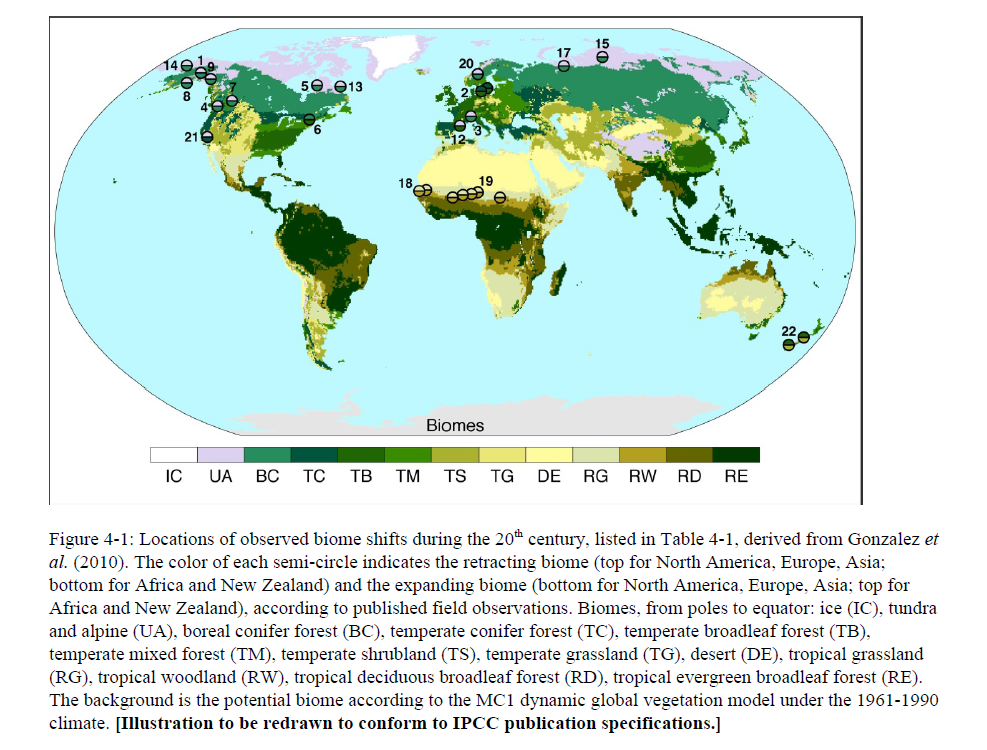 15
17
14 1 9
20
5 13
2
8
7
4
6
3
21
12
18 19
22
Biomes
IC UA BC TC TB TM TS TG DE RG RW RD RE
Figure 4-1: Locations of observed biome shifts during the 20th century, listed in Table 4-1, derived from Gonzalez et
al. (2010). The color of each semi-circle indicates the retracting biome (top for North America, Europe, Asia;
bottom for Africa and New Zealand) and the expanding biome (bottom for North America, Europe, Asia; top for
Africa and New Zealand), according to published field observations. Biomes, from poles to equator: ice (IC), tundra
and alpine (UA), boreal conifer forest (BC), temperate conifer forest (TC), temperate broadleaf forest (TB),
temperate mixed forest (TM), temperate shrubland (TS), temperate grassland (TG), desert (DE), tropical grassland
(RG), tropical woodland (RW), tropical deciduous broadleaf forest (RD), tropical evergreen broadleaf forest (RE).
The background is the potential biome according to the MC1 dynamic global vegetation model under the 1961-1990
climate. [Illustration to be redrawn to conform to IPCC publication specifications.]